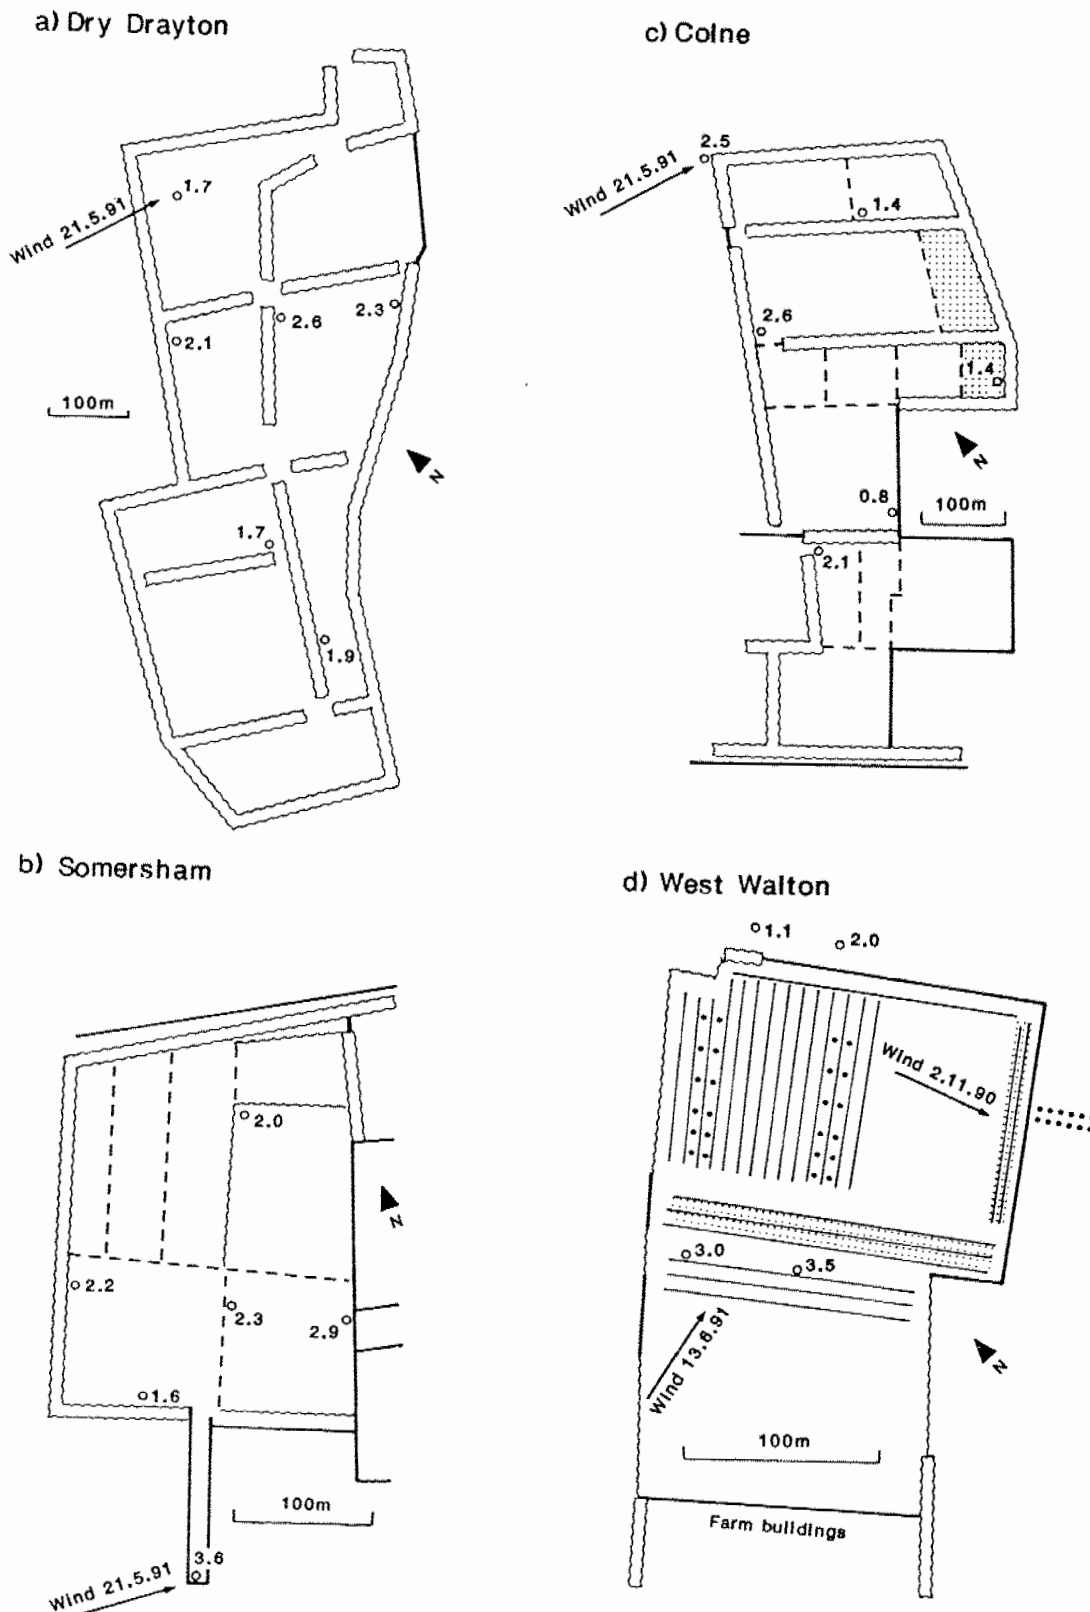 a) Dry Drayton
Wind 21.5.91
1.7
2.6
2.3
2.1
100m
N
1.7
1.9
b) Somersham
2.0
N
2.2
2.3
2.9
1.6
100m
3.6
Wind 21.5.91
c) Colne
2.5
Wind 21.5.91
1.4
2.6
1.4
N
0.8
100m
2.1
d) West Walton
1.1
2.0
Wind 2.11.90
3.0
3.5
Wind 13.6.91
N
100m
Farm buildings